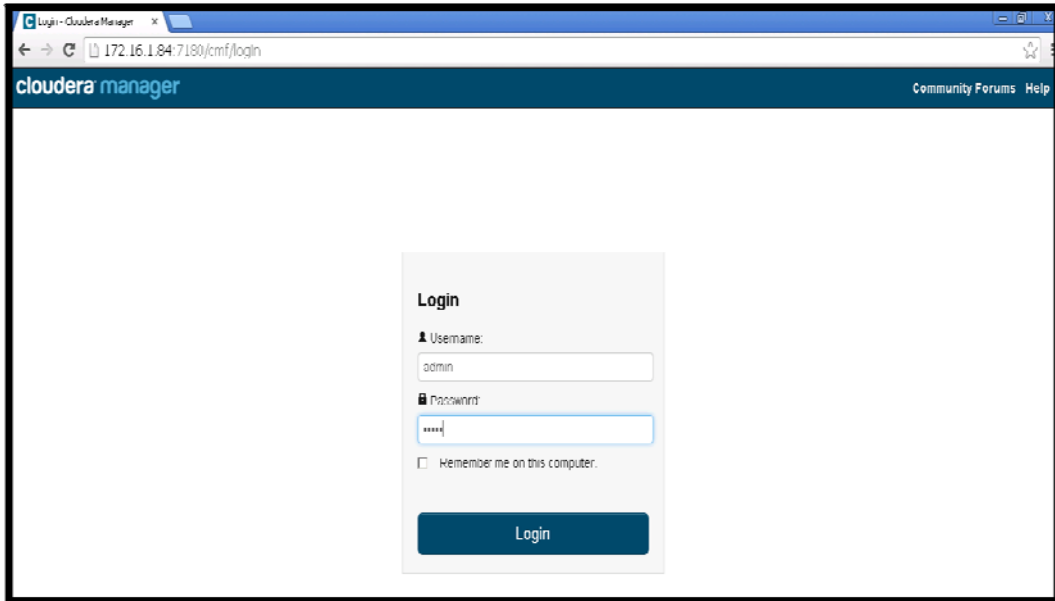 Login - Cloudera Manager
172.16.1.84:7180/cmf/login
cloudera manager
Community Forums Help
Login
Username:
admin
Password:
•••••
Remember me on this computer.
Login